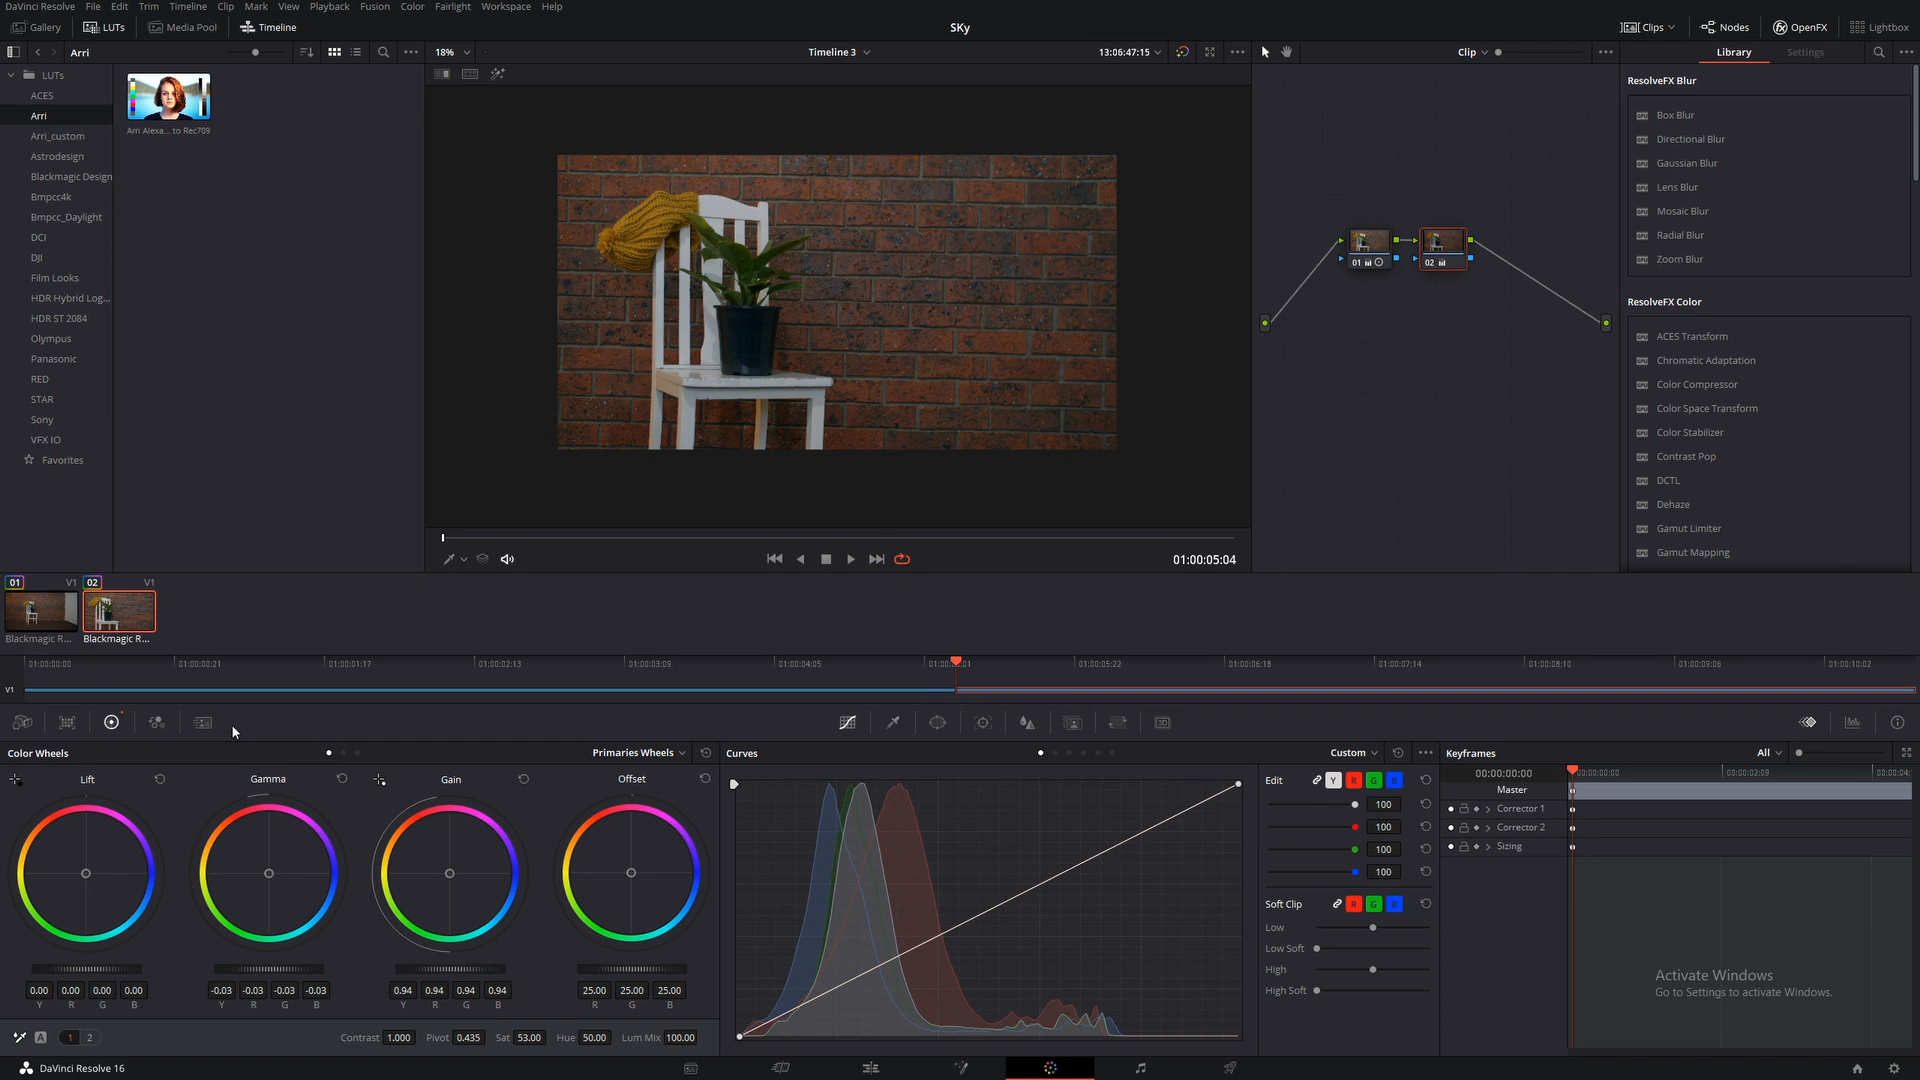 DaVinci Resolve File Edit Trim Timeline Clip Mark View Playback Fusion Color Fairlight Workspace Help
Gallery LUTs Media Pool Timeline SKy Clips Nodes OpenFX Lightbox
Arri 18% Timeline 3 13:06:47:15 Clip Library Settings
LUTs
ACES
Arri
Arri_custom
Astrodesign
Blackmagic Design
Bmpcc4k
Bmpcc_Daylight
DCI
DJI
Film Looks
HDR Hybrid Log...
HDR ST 2084
Olympus
Panasonic
RED
STAR
Sony
VFX IO
Favorites
Arri Alexa... to Rec709
01 02
01:00:05:04
ResolveFX Blur
Box Blur
Directional Blur
Gaussian Blur
Lens Blur
Mosaic Blur
Radial Blur
Zoom Blur
ResolveFX Color
ACES Transform
Chromatic Adaptation
Color Compressor
Color Space Transform
Color Stabilizer
Contrast Pop
DCTL
Dehaze
Gamut Limiter
Gamut Mapping
01 V1 02 V1
Blackmagic R... Blackmagic R...
01:00:00:00 01:00:00:21 01:00:01:17 01:00:02:13 01:00:03:09 01:00:04:05 01:00:05:22 01:00:06:18 01:00:07:14 01:00:08:10 01:00:09:06 01:00:10:02
V1
Color Wheels Primaries Wheels
Lift Gamma Gain Offset
0.00 0.00 0.00 0.00 -0.03 -0.03 -0.03 -0.03 0.94 0.94 0.94 0.94 25.00 25.00 25.00
Y R G B Y R G B Y R G B R G B
A 1 2 Contrast 1.000 Pivot 0.435 Sat 53.00 Hue 50.00 Lum Mix 100.00
Curves Custom
Edit Y R G B
100
100
100
100
Soft Clip R G B
Low
Low Soft
High
High Soft
Keyframes All
00:00:00:00 00:00:00:00 00:00:02:09 00:00:04:
Master
Corrector 1
Corrector 2
Sizing
Activate Windows
Go to Settings to activate Windows.
DaVinci Resolve 16